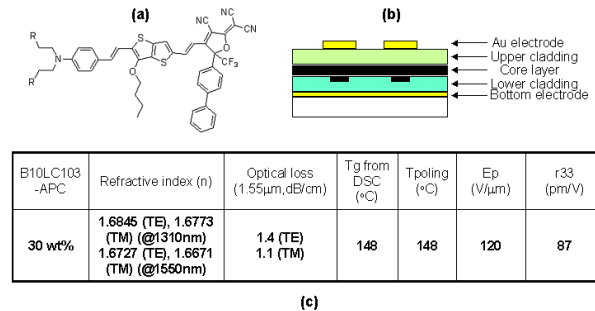 (a)
(b)
R
N
R
S
S
O
CN
NC
CN
CN
O
CF₃
Au electrode
Upper cladding
Core layer
Lower cladding
Bottom electrode
B10LC103
-APC
Refractive index (n)
Optical loss
(1.55μm,dB/cm)
Tg from
DSC
(°C)
Tpoling
(°C)
Ep
(V/μm)
r33
(pm/V)
30 wt%
1.6845 (TE), 1.6773
(TM) (@1310nm)
1.6727 (TE), 1.6671
(TM) (@1550nm)
1.4 (TE)
1.1 (TM)
148
148
120
87
(c)